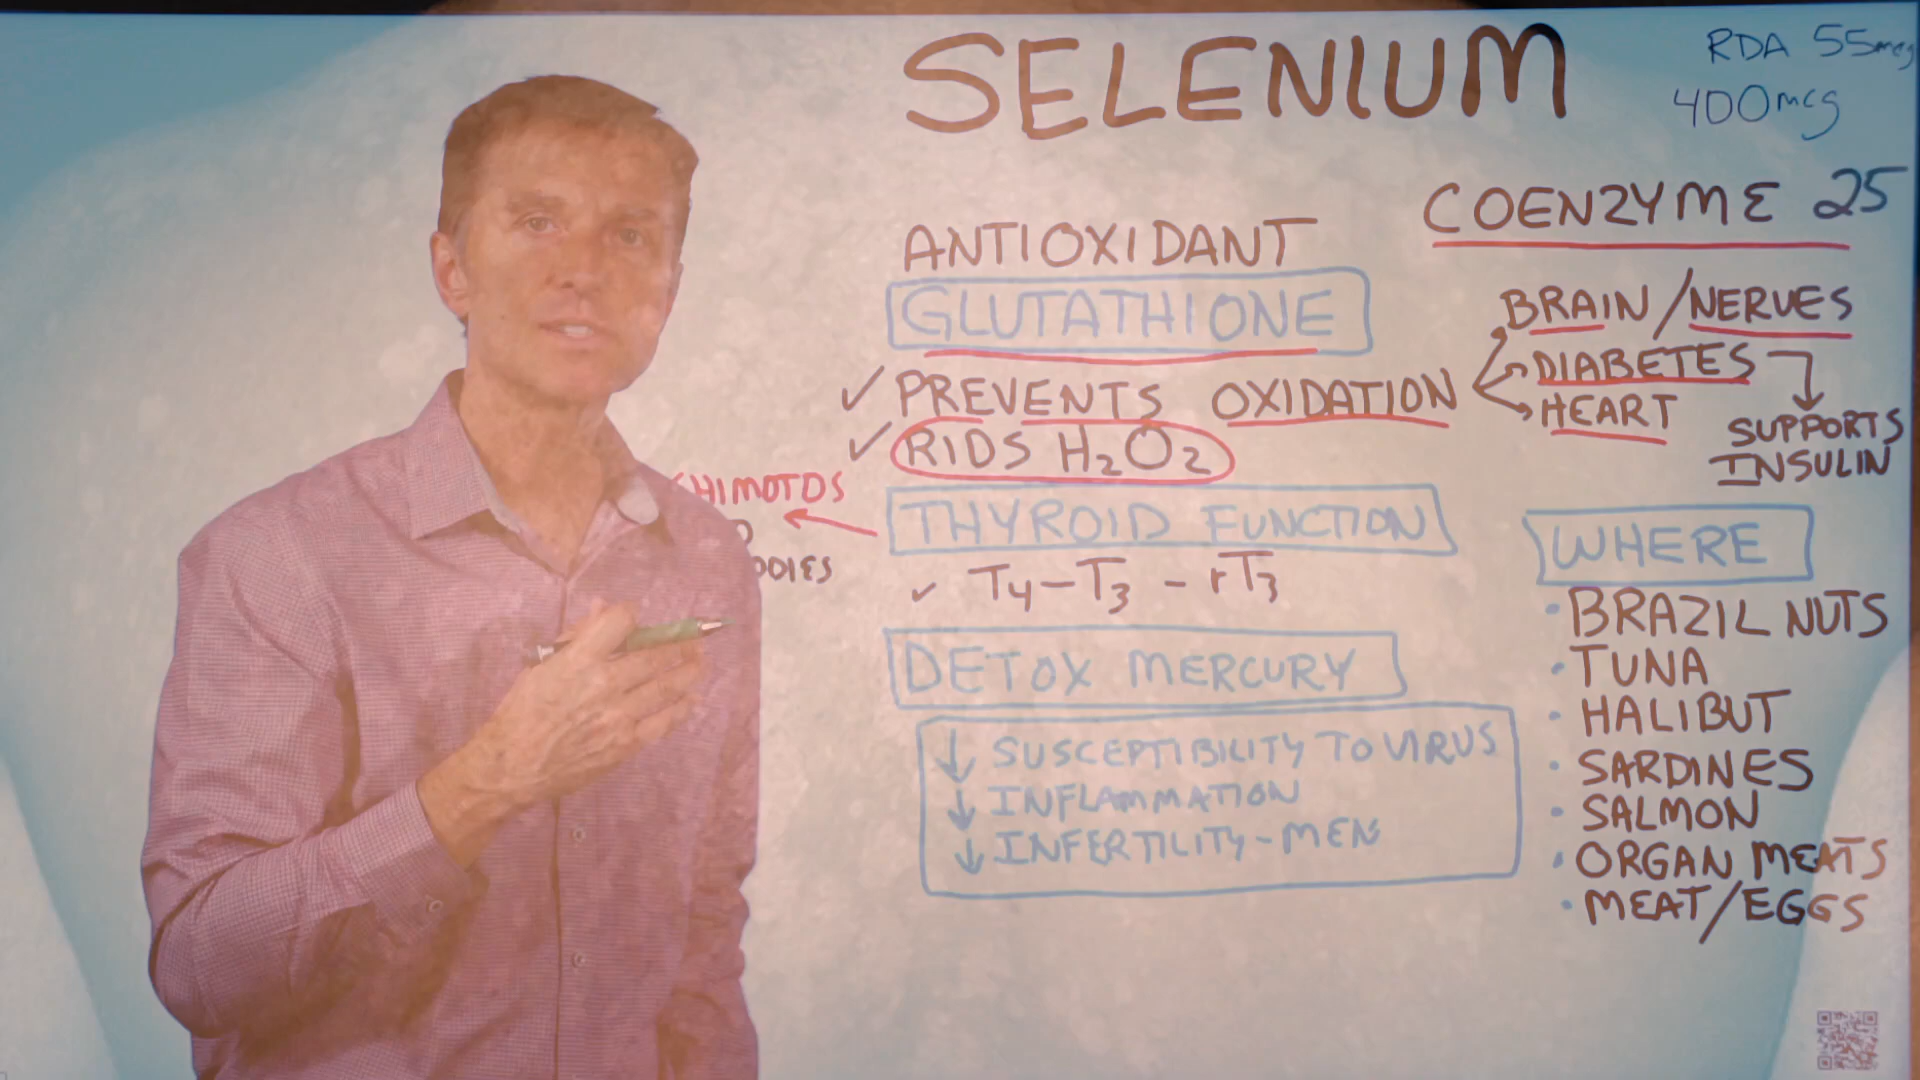 SELENIUM
RDA 55mcg
400mcg
COENZYME 25
ANTIOXIDANT
GLUTATHIONE
✓ PREVENTS OXIDATION
BRAIN/NERVES
DIABETES
HEART
SUPPORTS
INSULIN
✓ RIDS H2O2
SHIMOTOS
ODIES
THYROID FUNCTION
✓ T4-T3-rT3
DETOX MERCURY
↓ SUSCEPTIBILITY TO VIRUS
↓ INFLAMMATION
↓ INFERTILITY-MEN
WHERE
• BRAZIL NUTS
• TUNA
• HALIBUT
• SARDINES
• SALMON
• ORGAN MEATS
• MEAT/EGGS